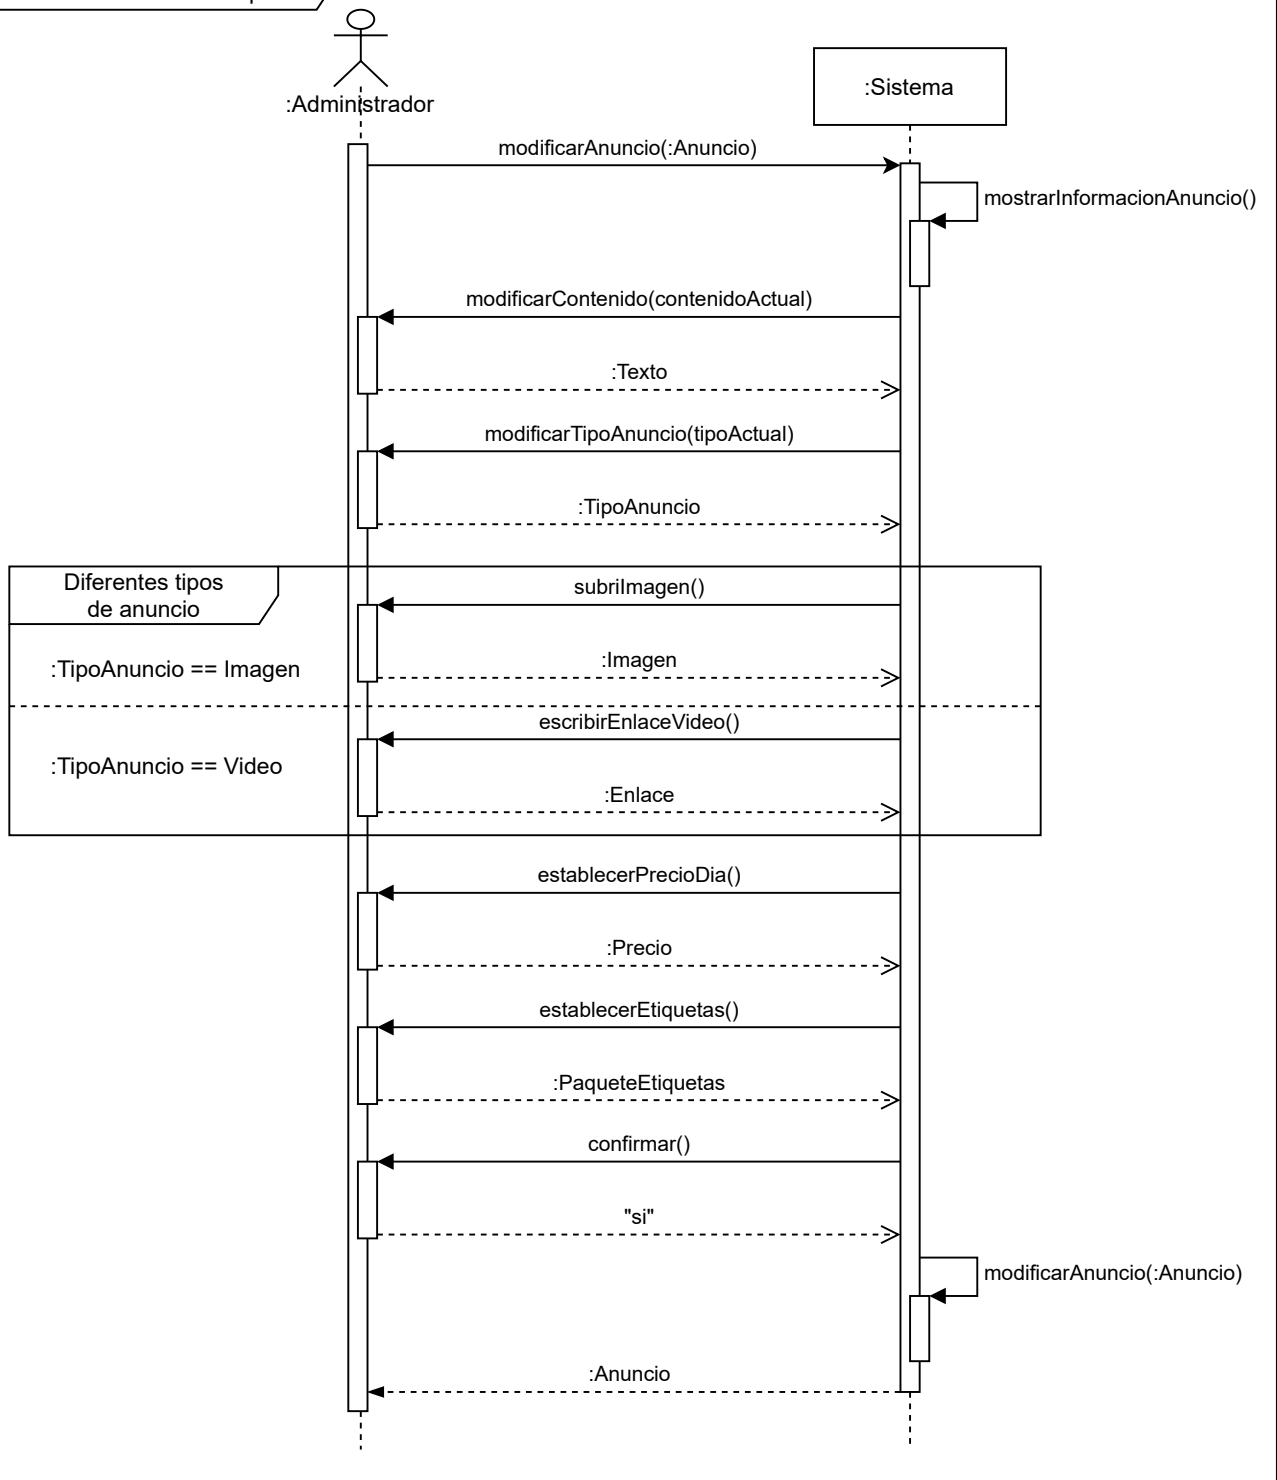 :Administrador
:Sistema
modificarAnuncio(:Anuncio)
mostrarInformacionAnuncio()
modificarContenido(contenidoActual)
:Texto
modificarTipoAnuncio(tipoActual)
:TipoAnuncio
Diferentes tipos
de anuncio
subriImagen()
:TipoAnuncio == Imagen
:Imagen
escribirEnlaceVideo()
:TipoAnuncio == Video
:Enlace
establecerPrecioDia()
:Precio
establecerEtiquetas()
:PaqueteEtiquetas
confirmar()
"si"
modificarAnuncio(:Anuncio)
:Anuncio